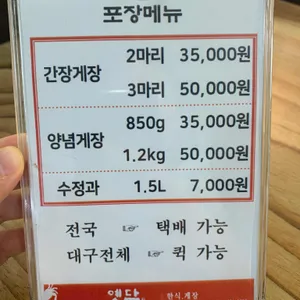 포장메뉴
간장게장 2마리 35,000원
3마리 50,000원
양념게장 850g 35,000원
1.2kg 50,000원
수정과 1.5L 7,000원
전국 ☞ 택배 가능
대구전체 ☞ 퀵 가능
한식.게장